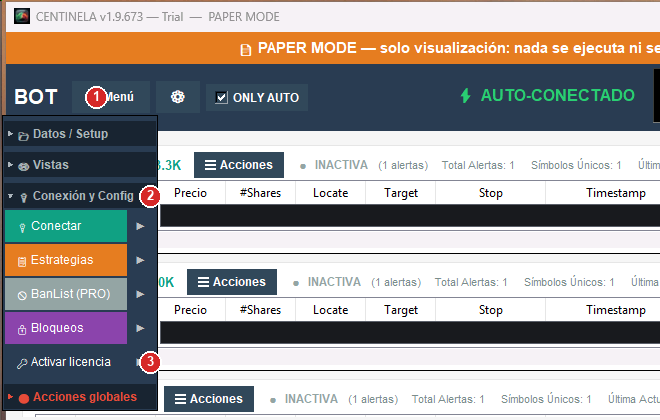 CENTINELA v1.9.673 — Trial — PAPER MODE
PAPER MODE — solo visualización: nada se ejecuta ni se
BOT
1
Menú
ONLY AUTO
AUTO-CONECTADO
Datos / Setup
Vistas
Conexión y Config
2
Conectar
Estrategias
BanList (PRO)
Bloqueos
Activar licencia
3
Acciones globales
3.3K
Acciones
INACTIVA (1 alertas) Total Alertas: 1 Símbolos Únicos: 1
Precio #Shares Locate Target Stop Timestamp
0K
Acciones
INACTIVA (1 alertas) Total Alertas: 1 Símbolos Únicos: 1
Precio #Shares Locate Target Stop Timestamp
Acciones
INACTIVA (1 alertas) Total Alertas: 1 Símbolos Únicos: 1 Última Actu